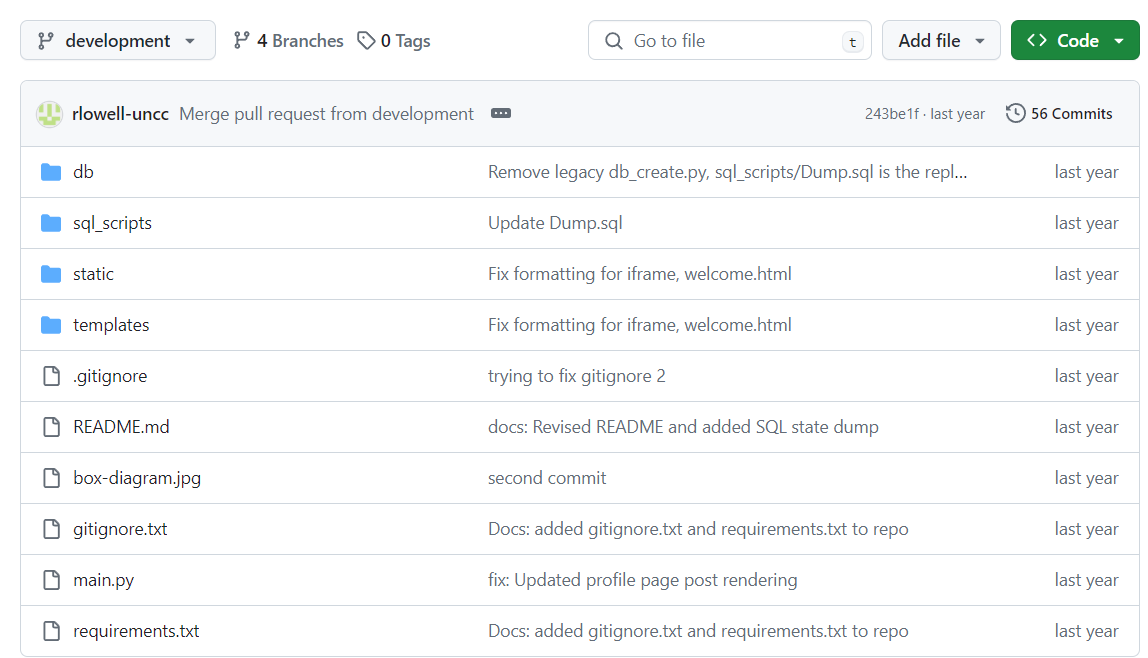 development 4 Branches 0 Tags Go to file t Add file Code
rlowell-uncc Merge pull request from development 243be1f · last year 56 Commits
db Remove legacy db_create.py, sql_scripts/Dump.sql is the repl... last year
sql_scripts Update Dump.sql last year
static Fix formatting for iframe, welcome.html last year
templates Fix formatting for iframe, welcome.html last year
.gitignore trying to fix gitignore 2 last year
README.md docs: Revised README and added SQL state dump last year
box-diagram.jpg second commit last year
gitignore.txt Docs: added gitignore.txt and requirements.txt to repo last year
main.py fix: Updated profile page post rendering last year
requirements.txt Docs: added gitignore.txt and requirements.txt to repo last year